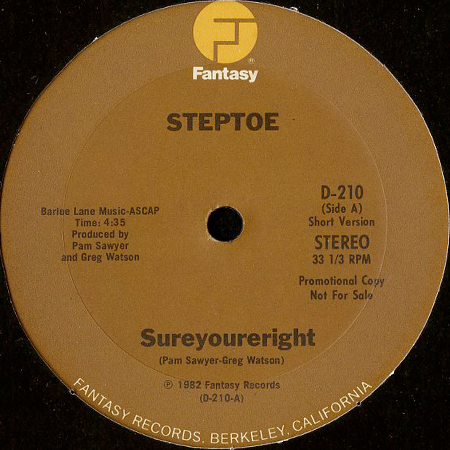 ®
Fantasy
STEPTOE
Barlee Lane Music-ASCAP
Time: 4:35
Produced by
Pam Sawyer
and Greg Watson
D-210
(Side A)
Short Version
STEREO
33 1/3 RPM
Promotional Copy
Not For Sale
Sureyoureright
(Pam Sawyer-Greg Watson)
℗ 1982 Fantasy Records
(D-210-A)
FANTASY RECORDS, BERKELEY, CALIFORNIA